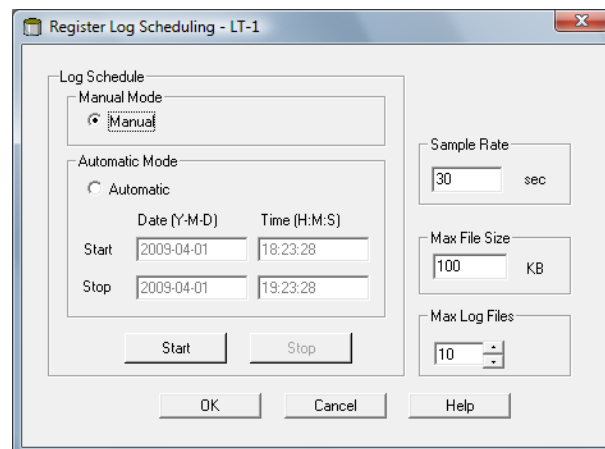 Register Log Scheduling - LT-1
Log Schedule
Manual Mode
Manual
Automatic Mode
Automatic
Date (Y-M-D) Time (H:M:S)
Start 2009-04-01 18:23:28
Stop 2009-04-01 19:23:28
Start Stop
Sample Rate
30 sec
Max File Size
100 KB
Max Log Files
10
OK Cancel Help